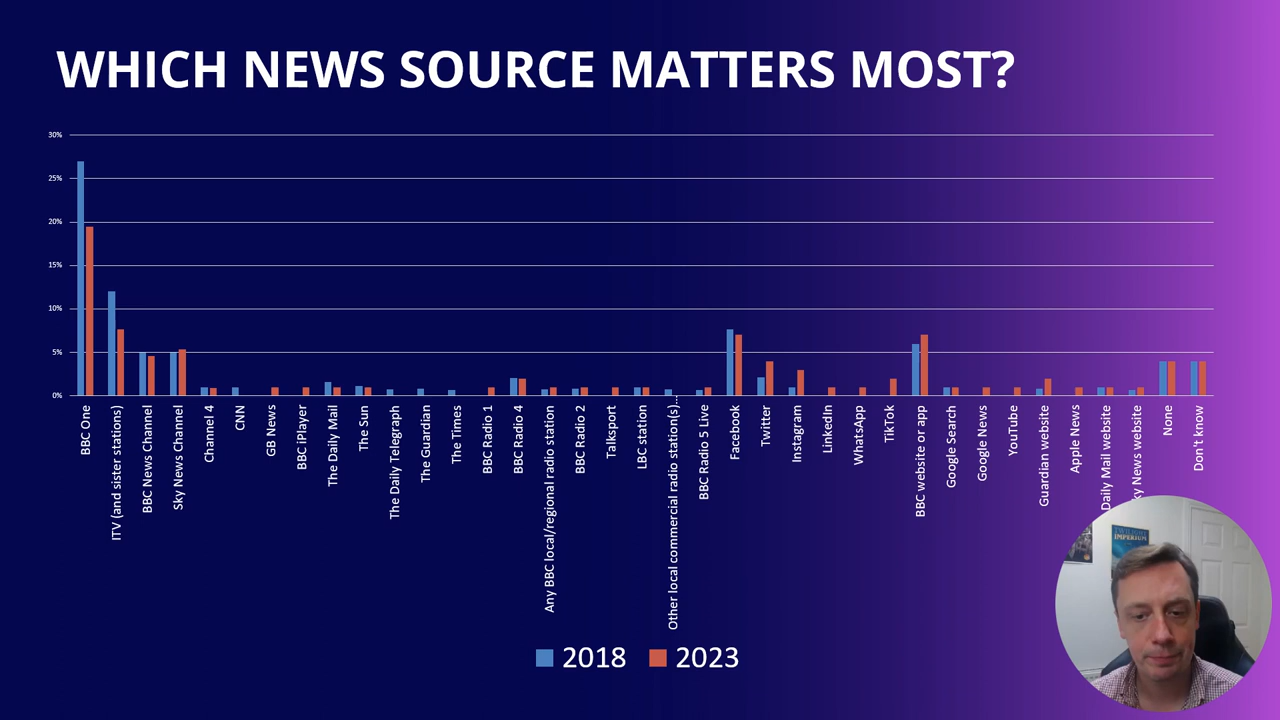 WHICH NEWS SOURCE MATTERS MOST?
30%
25%
20%
15%
10%
5%
0%
BBC One
ITV (and sister stations)
BBC News Channel
Sky News Channel
Channel 4
CNN
GB News
BBC iPlayer
The Daily Mail
The Sun
The Daily Telegraph
The Guardian
The Times
BBC Radio 1
BBC Radio 4
Any BBC local/regional radio station
BBC Radio 2
Talksport
LBC station
Other local commercial radio station(s)...
BBC Radio 5 Live
Facebook
Twitter
Instagram
LinkedIn
WhatsApp
TikTok
BBC website or app
Google Search
Google News
YouTube
Guardian website
Apple News
Daily Mail website
ky News website
None
Don't know
2018 2023
TWILIGHT
IMPERIUM